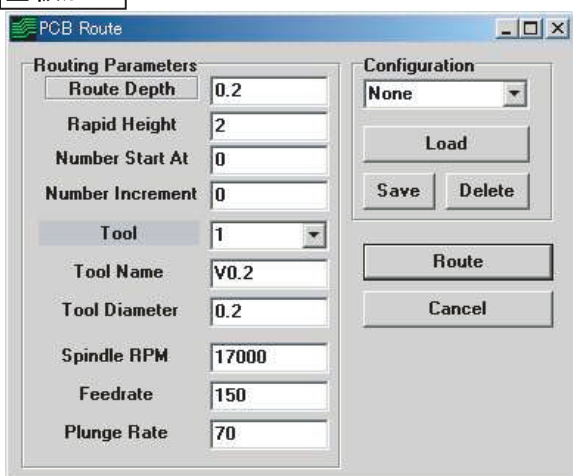 PCB Route
Routing Parameters
Route Depth 0.2
Rapid Height 2
Number Start At 0
Number Increment 0
Tool 1
Tool Name V0.2
Tool Diameter 0.2
Spindle RPM 17000
Feedrate 150
Plunge Rate 70
Configuration
None
Load
Save Delete
Route
Cancel